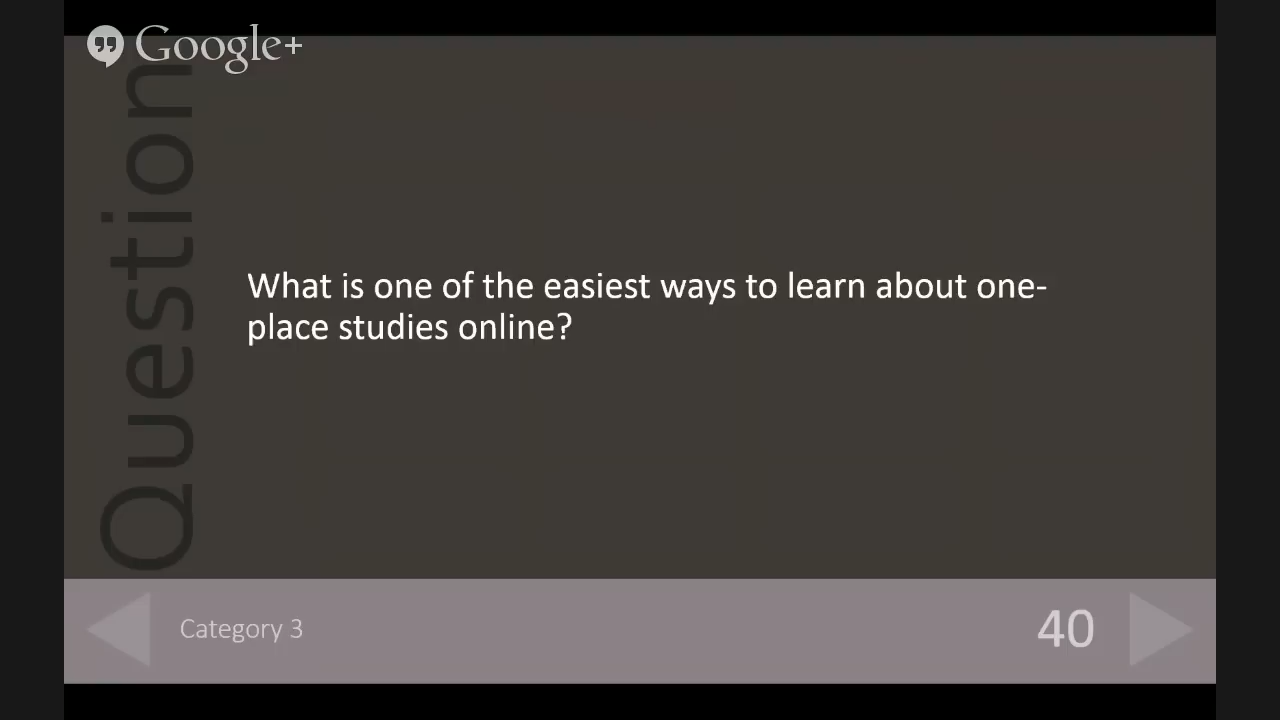 Google+
Question
What is one of the easiest ways to learn about one-
place studies online?
Category 3
40